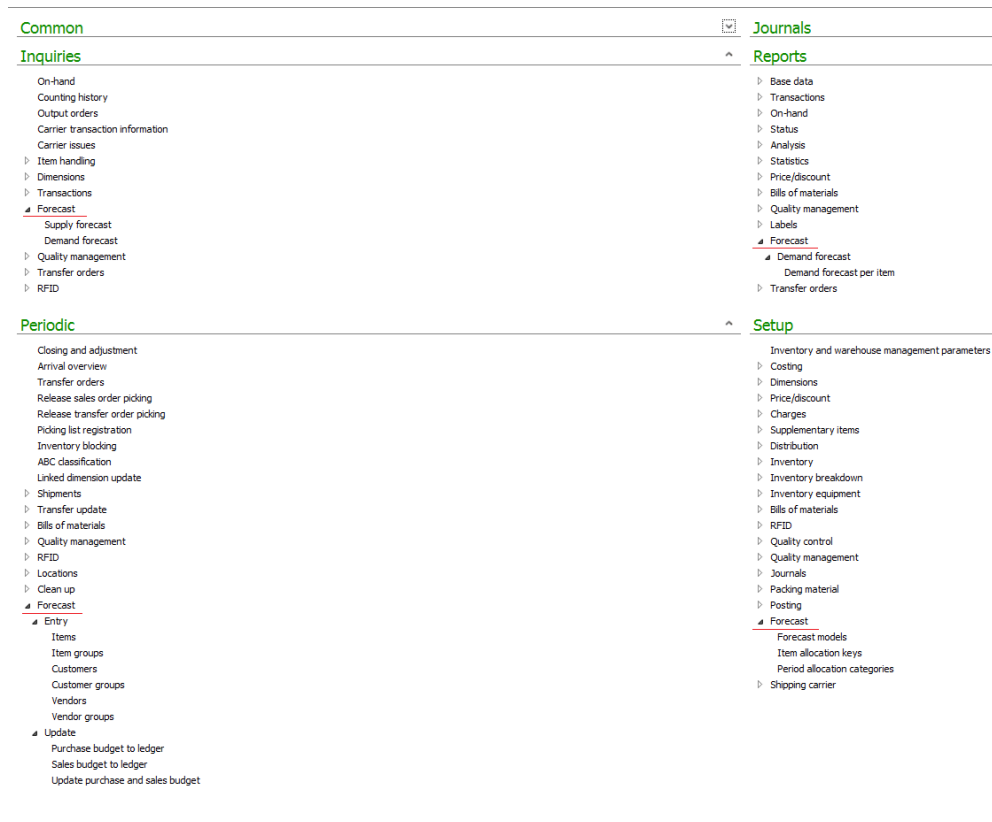 Common
Inquiries
On-hand
Counting history
Output orders
Carrier transaction information
Carrier issues
Item handling
Dimensions
Transactions
Forecast
Supply forecast
Demand forecast
Quality management
Transfer orders
RFID
Journals
Reports
Base data
Transactions
On-hand
Status
Analysis
Statistics
Price/discount
Bills of materials
Quality management
Labels
Forecast
Demand forecast
Demand forecast per item
Transfer orders
Periodic
Closing and adjustment
Arrival overview
Transfer orders
Release sales order picking
Release transfer order picking
Picking list registration
Inventory blocking
ABC classification
Linked dimension update
Shipments
Transfer update
Bills of materials
Quality management
RFID
Locations
Clean up
Forecast
Entry
Items
Item groups
Customers
Customer groups
Vendors
Vendor groups
Update
Purchase budget to ledger
Sales budget to ledger
Update purchase and sales budget
Setup
Inventory and warehouse management parameters
Costing
Dimensions
Price/discount
Charges
Supplementary items
Distribution
Inventory
Inventory breakdown
Inventory equipment
Bills of materials
RFID
Quality control
Quality management
Journals
Packing material
Posting
Forecast
Forecast models
Item allocation keys
Period allocation categories
Shipping carrier